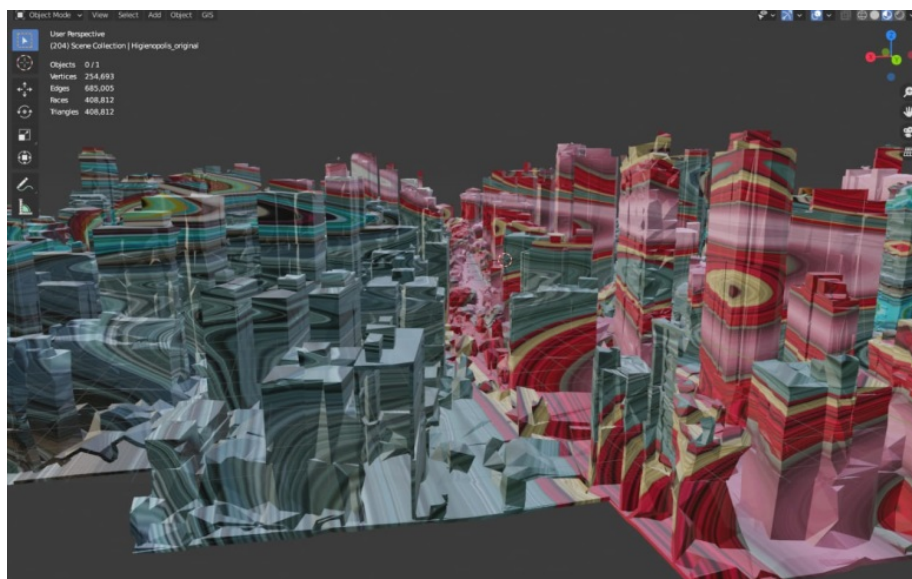 Object Mode View Select Add Object GIS
User Perspective
(204) Scene Collection | Higienopolis_original
Objects 0/1
Vertices 254,693
Edges 685,005
Faces 408,812
Triangles 408,812
Z
X
Y